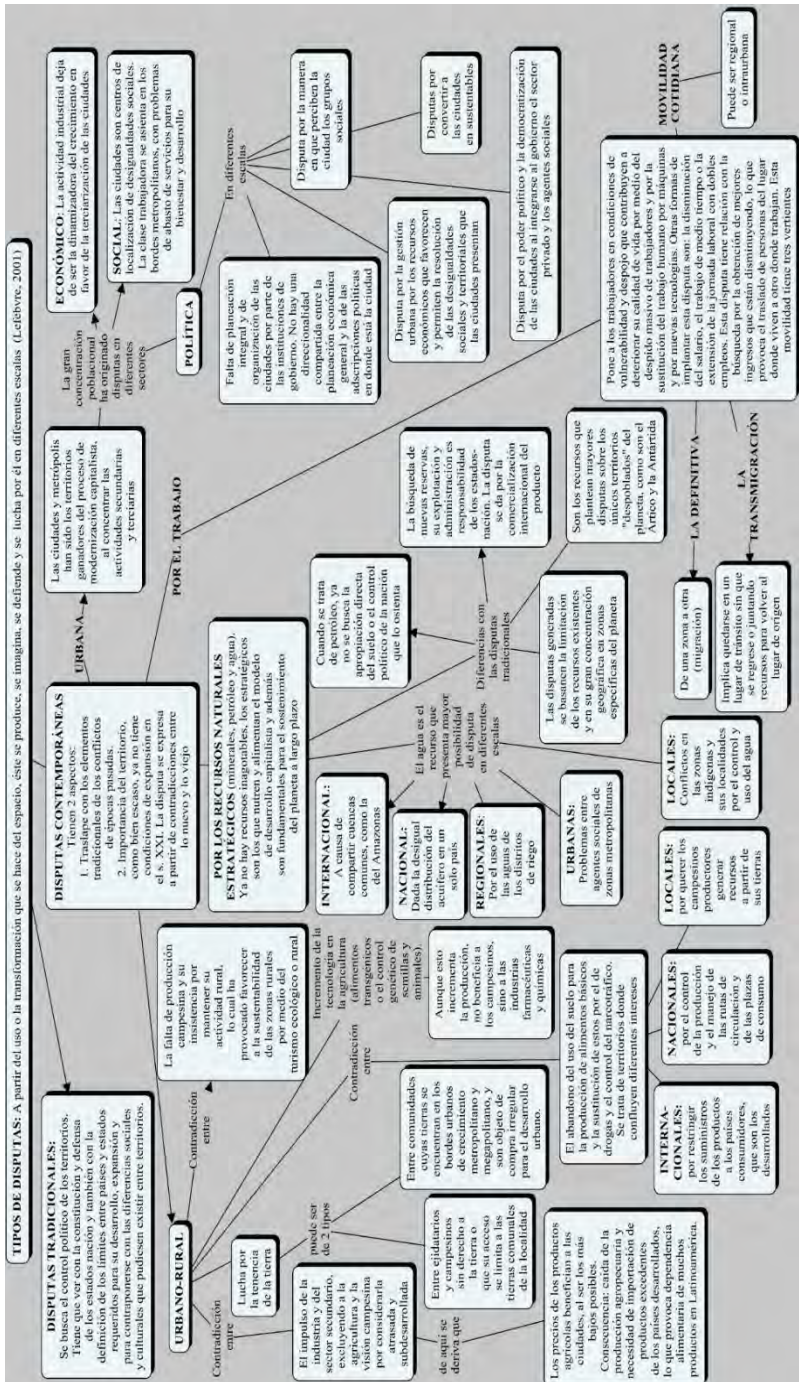 TIPOS DE DISPUTAS: A partir del uso o la transformación que se hace del espacio, éste se produce, se imagina, se defiende y se lucha por él en diferentes escalas (Lefebvre, 2001)
DISPUTAS TRADICIONALES:
Se busca el control político de los territorios.
Tiene que ver con la constitución y defensa
de los estados nación y también con la
definición de los límites entre países y estados
requeridos para su desarrollo, expansión y
para contraponerse con las diferencias sociales
y culturales que pudiesen existir entre territorios.
DISPUTAS CONTEMPORÁNEAS
Tienen 2 aspectos:
1. Traslape con los elementos
tradicionales de los conflictos
de épocas pasadas.
2. Importancia del territorio,
como bien escaso, ya no tiene
condiciones de expansión en
el s. XXI. La disputa se expresa
a partir de contradicciones entre
lo nuevo y lo viejo
URBANO-RURAL
Contradicción
entre
El impulso de la
industria y del
sector secundario,
excluyendo a la
agricultura y la
visión campesina
por considerarla
atrasada y
subdesarrollada
de aquí se
deriva que
Los precios de los productos
agrícolas benefician a las
ciudades, al ser los más
bajos posibles.
Consecuencia: caída de la
producción agropecuaria y
necesidad de importación de
productos excedentes
de los países desarrollados,
lo que provoca dependencia
alimentaria de muchos
productos en Latinoamérica.
Lucha por
la tenencia
de la tierra
puede ser
de 2 tipos
Entre ejidatarios
y campesinos
sin derecho a
la tierra o
que su acceso
se limita a las
tierras comunales
de la localidad
Entre comunidades
cuyas tierras se
encuentran en los
bordes urbanos
de crecimiento
metropolitano y
megapolitano, y
son objeto de
compra irregular
para el desarrollo
urbano.
Contradicción
entre
La falta de producción
campesina y su
insistencia por
mantener su
actividad rural,
lo cual ha
provocado favorecer
a la sustentabilidad
de las zonas rurales
por medio del
turismo ecológico o rural
Incremento de la
tecnología en
la agricultura
(alimentos
transgénicos
o el control
genético de
semillas y
animales).
Aunque esto
incrementa
la producción,
no beneficia a
los campesinos,
sino a las
industrias
farmacéuticas
y químicas
Contradicción
entre
El abandono del uso del suelo para
la producción de alimentos básicos
y la sustitución de estos por el de
drogas y el control del narcotráfico.
Se trata de territorios donde
confluyen diferentes intereses
INTERNA-
CIONALES:
por restringir
los suministros
de los productos
a los países
consumidores,
que son los
desarrollados
NACIONALES:
por el control
de la producción
y el manejo de
las rutas de
circulación y
de las plazas
de consumo
LOCALES:
por querer los
campesinos
productores
generar
recursos
a partir de
sus tierras
POR LOS RECURSOS NATURALES
ESTRATÉGICOS (minerales, petróleo y agua).
Ya no hay recursos inagotables, los estratégicos
son los que nutren y alimentan el modelo
de desarrollo capitalista y además
son fundamentales para el sostenimiento
del planeta a largo plazo
El agua es el
recurso que
presenta mayor
posibilidad
de disputa
en diferentes
escalas
INTERNACIONAL:
A causa de
compartir cuencas
comunes, como la
del Amazonas
NACIONAL:
Dada la desigual
distribución del
acuífero en un
solo país
REGIONALES:
Por el uso de
las aguas de
los distritos
de riego
URBANAS:
Problemas entre
agentes sociales de
zonas metropolitanas
LOCALES:
Conflictos en
las zonas
indígenas y
sus localidades
por el control y
uso del agua
Diferencias con
las disputas
tradicionales
Cuando se trata
de petróleo, ya
no se busca la
apropiación directa
del suelo o el control
político de la nación
que lo ostenta
La búsqueda de
nuevas reservas,
su explotación y
administración es
responsabilidad
de los estados-
nación. La disputa
se da por la
comercialización
internacional del
producto
Las disputas generadas
se basanen la limitación
de los recursos existentes
y en su gran concentración
geográfica en zonas
específicas del planeta
Son los recursos que
plantean mayores
disputas sobre los
únicos territorios
"despoblados" del
planeta, como son el
Ártico y la Antártida
URBANA
Las ciudades y metrópolis
han sido los territorios
ganadores del proceso de
modernización capitalista,
al concentrar las
actividades secundarias
y terciarias
La gran
concentración
poblacional
ha originado
disputas en
diferentes
sectores
ECONÓMICO: La actividad industrial deja
de ser la dinamizadora del crecimiento en
favor de la terciarización de las ciudades
SOCIAL: Las ciudades son centros de
localización de desigualdades sociales.
La clase trabajadora se asienta en los
bordes metropolitanos, con problemas
de abasto de servicios para su
bienestar y desarrollo
POLÍTICA
En diferentes
escalas
Falta de planeación
integral y de
organización de las
ciudades por parte de
las instituciones de
gobierno. No hay una
direccionalidad
compartida entre la
planeación económica
general y la de las
adscripciones políticas
en donde está la ciudad
Disputa por la gestión
urbana por los recursos
económicos que favorecen
y permiten la resolución
de las desigualdades
sociales y territoriales que
las ciudades presentan
Disputa por la manera
en que perciben la
ciudad los grupos
sociales
Disputas por
convertir a
las ciudades
en sustentables
Disputa por el poder político y la democratización
de las ciudades al integrarse al gobierno el sector
privado y los agentes sociales
POR EL TRABAJO
Pone a los trabajadores en condiciones de
vulnerabilidad y despojo que contribuyen a
deteriorar su calidad de vida por medio del
despido masivo de trabajadores y por la
sustitución del trabajo humano por máquinas
y por nuevas tecnologías. Otras formas de
implantar esta disputa son: la disminución
del salario, el trabajo de medio tiempo o la
extensión de la jornada laboral con dobles
empleos. Esta disputa tiene relación con la
búsqueda por la obtención de mejores
ingresos que están disminuyendo, lo que
provoca el traslado de personas del lugar
donde viven a otro donde trabajan. Esta
movilidad tiene tres vertientes
LA DEFINITIVA
De una zona a otra
(migración)
LA
TRANSMIGRACIÓN
Implica quedarse en un
lugar de tránsito sin que
se regrese o juntando
recursos para volver al
lugar de origen
MOVILIDAD
COTIDIANA
Puede ser regional
o intraurbana